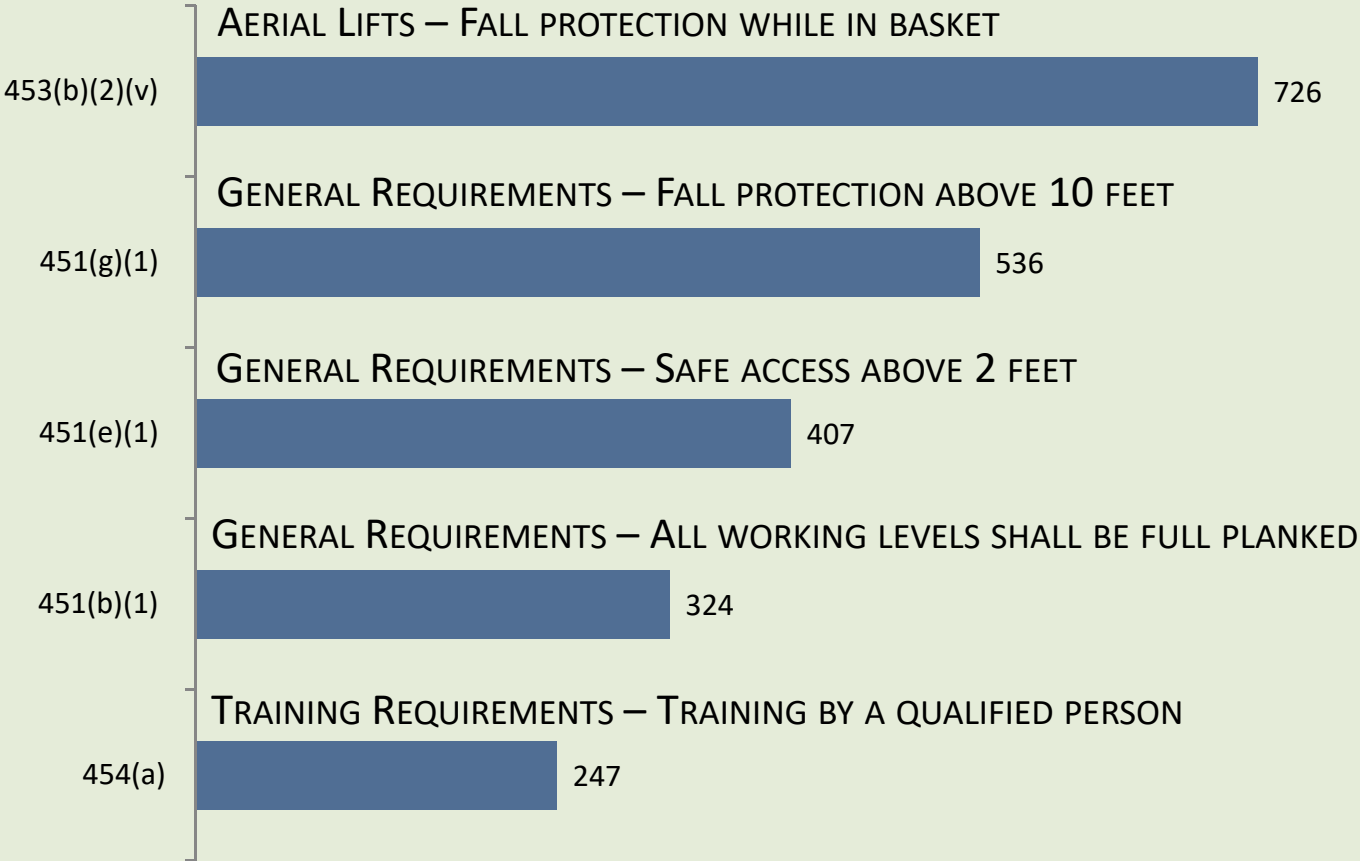 AERIAL LIFTS – FALL PROTECTION WHILE IN BASKET
453(b)(2)(v)
726
GENERAL REQUIREMENTS – FALL PROTECTION ABOVE 10 FEET
451(g)(1)
536
GENERAL REQUIREMENTS – SAFE ACCESS ABOVE 2 FEET
451(e)(1)
407
GENERAL REQUIREMENTS – ALL WORKING LEVELS SHALL BE FULL PLANKED
451(b)(1)
324
TRAINING REQUIREMENTS – TRAINING BY A QUALIFIED PERSON
454(a)
247